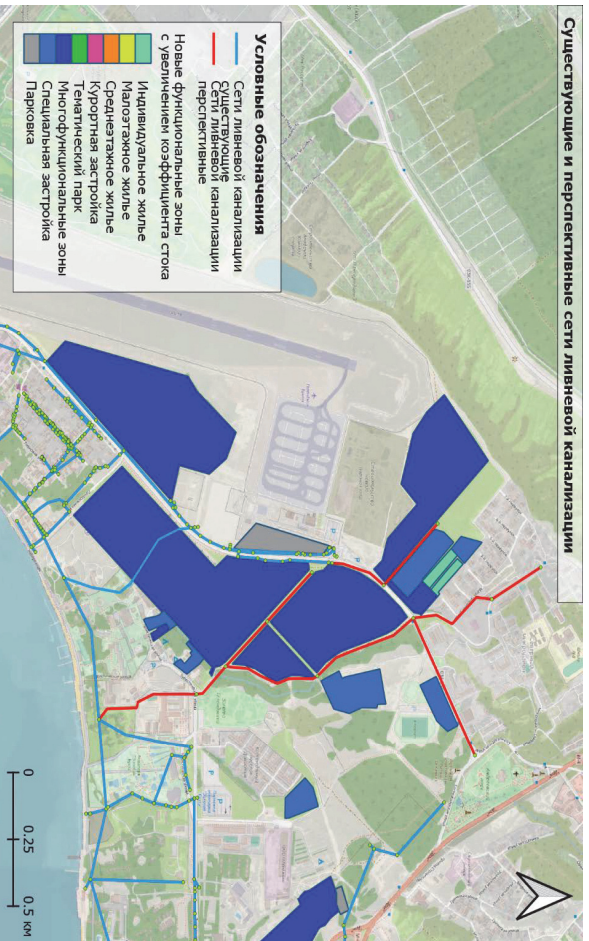 Существующие и перспективные сети ливневой канализации
Условные обозначения
Сети ливневой канализации
существующие
Сети ливневой канализации
перспективные
Новые функциональные зоны
с увеличением коэффициента стока
Индивидуальное жилье
Малоэтажное жилье
Среднеэтажное жилье
Курортная застройка
Тематический парк
Многофункциональные зоны
Специальная застройка
Парковка
0 0.25 0.5 км